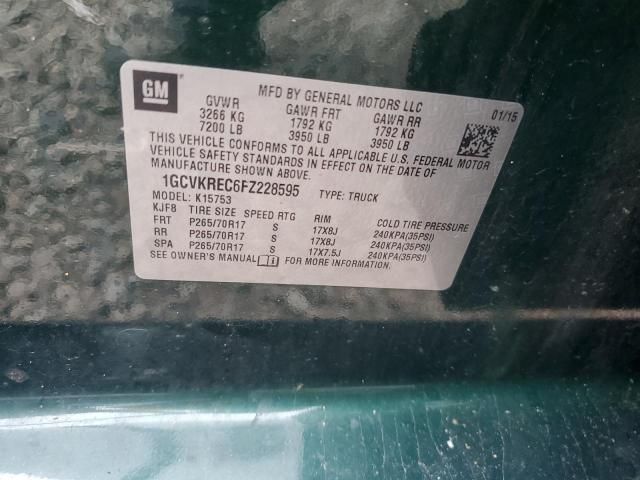 GM
MFD BY GENERAL MOTORS LLC
01/15
GVWR GAWR FRT GAWR RR
3266 KG 1792 KG 1792 KG
7200 LB 3950 LB 3950 LB
THIS VEHICLE CONFORMS TO ALL APPLICABLE U.S. FEDERAL MOTOR
VEHICLE SAFETY STANDARDS IN EFFECT ON THE DATE OF
MANUFACTURE SHOWN ABOVE.
1GCVKREC6FZ228595 TYPE: TRUCK
MODEL: K15753
KJF8 TIRE SIZE SPEED RTG RIM COLD TIRE PRESSURE
FRT P265/70R17 S 17X8J 240KPA(35PSI)
RR P265/70R17 S 17X8J 240KPA(35PSI)
SPA P265/70R17 S 17X7.5J 240KPA(35PSI)
SEE OWNER'S MANUAL FOR MORE INFORMATION.